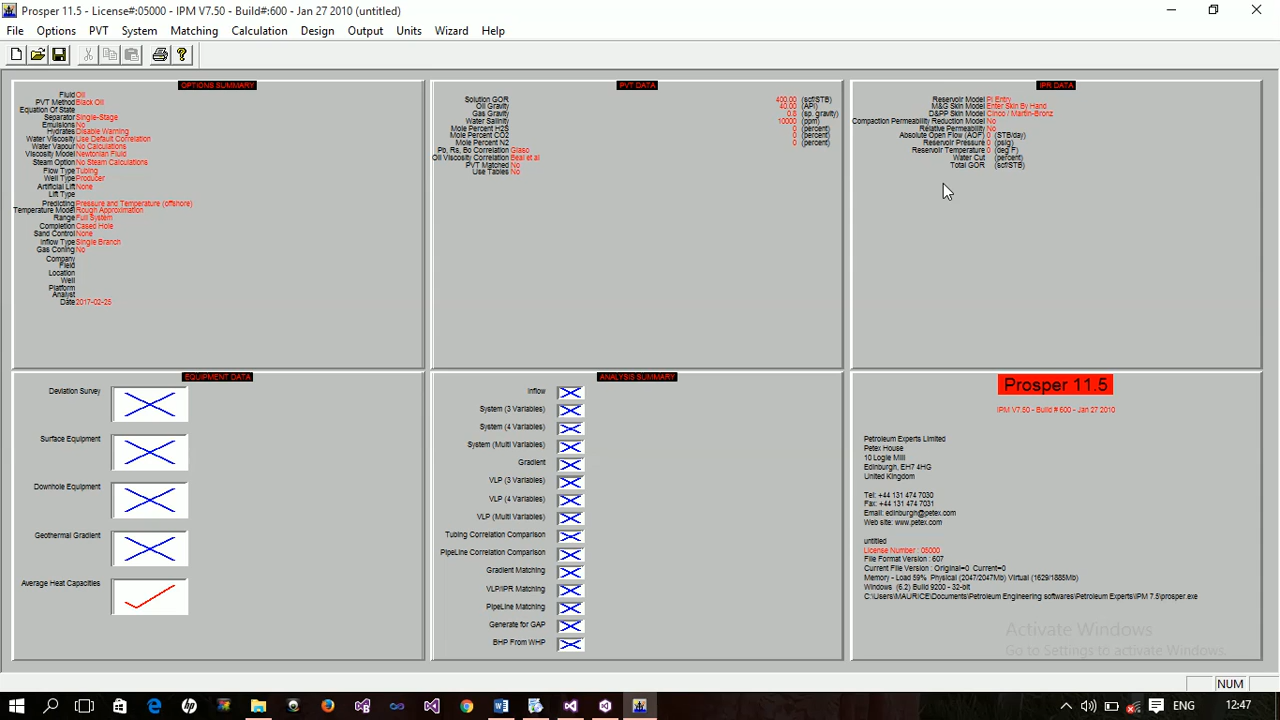 Prosper 11.5 - License#:05000 - IPM V7.50 - Build#:600 - Jan 27 2010 (untitled)
File Options PVT System Matching Calculation Design Output Units Wizard Help
OPTIONS SUMMARY
Fluid Oil
PVT Method Black Oil
Equation Of State
Separator Single-Stage
Emulsions No
Hydrates Disable Warning
Water Viscosity Use Default Correlation
Water Vapour No Calculations
Viscosity Model Newtonian Fluid
Steam Option No Steam Calculations
Flow Type Tubing
Well Type Producer
Artificial Lift None
Lift Type
Predicting Pressure and Temperature (offshore)
Temperature Model Rough Approximation
Range Full System
Completion Cased Hole
Sand Control None
Inflow Type Single Branch
Gas Coning No
Company
Field
Location
Well
Platform
Analyst
Date 2017-02-25
PVT DATA
Solution GOR 400.00 (scf/STB)
Oil Gravity 40.00 (API)
Gas Gravity 0.8 (sp. gravity)
Water Salinity 10000 (ppm)
Mole Percent H2S 0 (percent)
Mole Percent CO2 0 (percent)
Mole Percent N2 0 (percent)
Pb, Rs, Bo Correlation Glaso
Oil Viscosity Correlation Beal et al
PVT Matched No
Use Tables No
IPR DATA
Reservoir Model PI Entry
M&G Skin Model Enter Skin By Hand
D&PP Skin Model Cinco / Martin-Bronz
Compaction Permeability Reduction Model No
Relative Permeability No
Absolute Open Flow (AOF) 0 (STB/day)
Reservoir Pressure 0 (psig)
Reservoir Temperature 0 (deg F)
Water Cut (percent)
Total GOR (scf/STB)
EQUIPMENT DATA
Deviation Survey
Surface Equipment
Downhole Equipment
Geothermal Gradient
Average Heat Capacities
ANALYSIS SUMMARY
Inflow
System (3 Variables)
System (4 Variables)
System (Multi Variables)
Gradient
VLP (3 Variables)
VLP (4 Variables)
VLP (Multi Variables)
Tubing Correlation Comparison
PipeLine Correlation Comparison
Gradient Matching
VLP/IPR Matching
PipeLine Matching
Generate for GAP
BHP From WHP
Prosper 11.5
IPM V7.50 - Build # 600 - Jan 27 2010
Petroleum Experts Limited
Petex House
10 Logie Mill
Edinburgh, EH7 4HG
United Kingdom
Tel: +44 131 474 7030
Fax: +44 131 474 7031
Email: edinburgh@petex.com
Web site: www.petex.com
untitled
License Number : 05000
File Format Version : 607
Current File Version : Original=0 Current=0
Memory - Load 59% Physical (2047/2047Mb) Virtual (1629/1885Mb)
Windows (6.2) Build 9200 - 32-bit
C:\Users\MAURICE\Documents\Petroleum Engineering softwares\Petroleum Experts\IPM 7.5\prosper.exe
Activate Windows
Go to Settings to activate Windows.
NUM
ENG 12:47